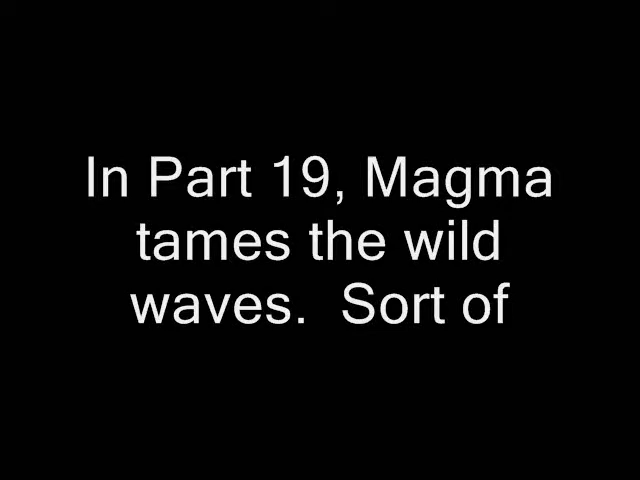 In Part 19, Magma
tames the wild
waves.  Sort of